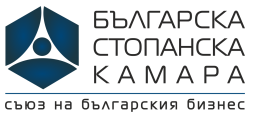 БЪЛГАРСКА
СТОПАНСКА
КАМАРА
съюз на българския бизнес